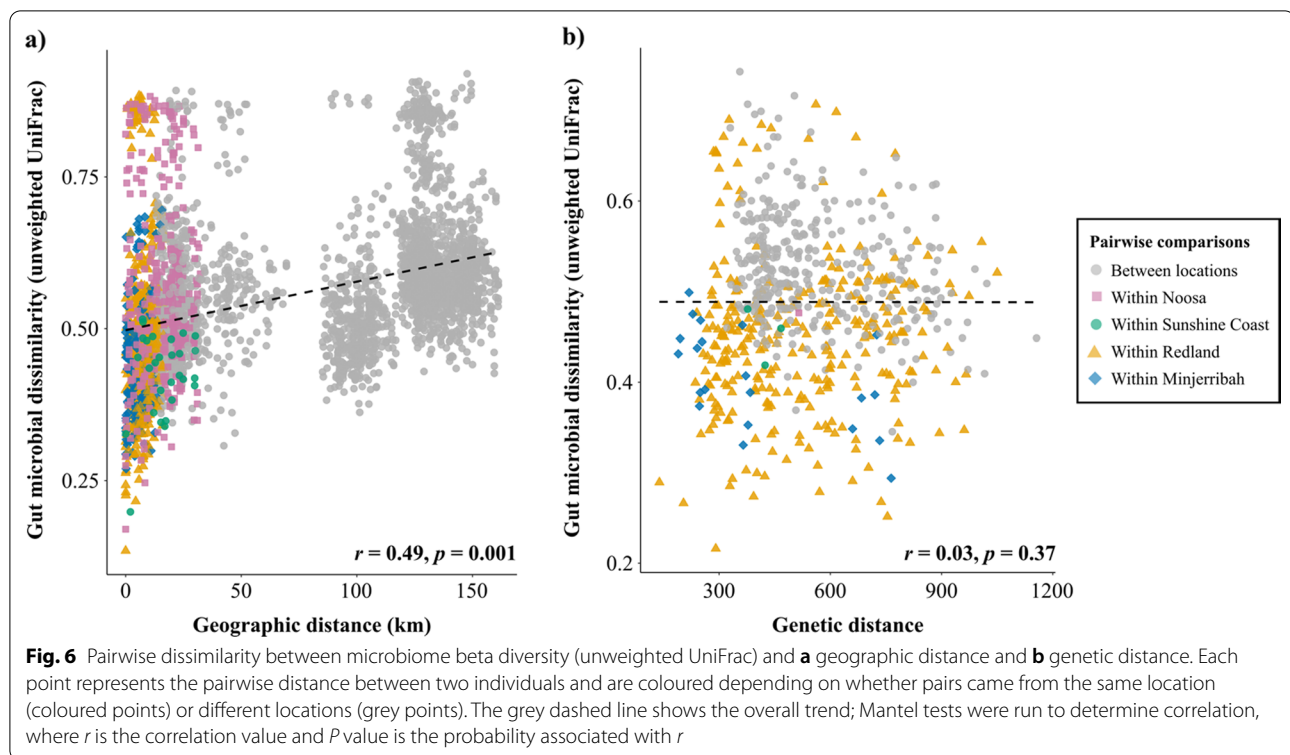 a)
Gut microbial dissimilarity (unweighted UniFrac)
0.75
0.50
0.25
0
50
100
150
r = 0.49, p = 0.001
Geographic distance (km)
b)
Gut microbial dissimilarity (unweighted UniFrac)
0.6
0.4
0.2
300
600
900
1200
r = 0.03, p = 0.37
Genetic distance
Pairwise comparisons
Between locations
Within Noosa
Within Sunshine Coast
Within Redland
Within Minjerribah
Fig. 6 Pairwise dissimilarity between microbiome beta diversity (unweighted UniFrac) and a geographic distance and b genetic distance. Each
point represents the pairwise distance between two individuals and are coloured depending on whether pairs came from the same location
(coloured points) or different locations (grey points). The grey dashed line shows the overall trend; Mantel tests were run to determine correlation,
where r is the correlation value and P value is the probability associated with r